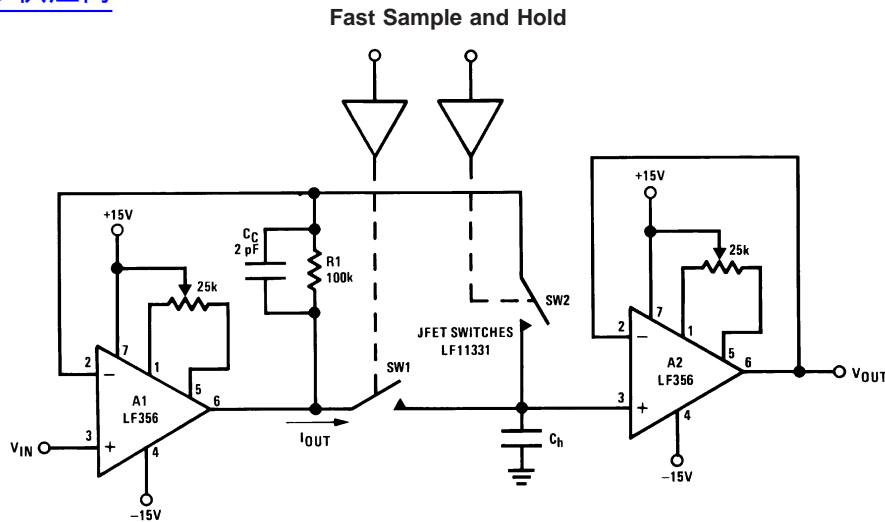 Fast Sample and Hold
+15V
C_C
2 pF
R1
100k
25k
7
2
1
5
6
A1
LF356
3
4
V_IN
−15V
I_OUT
SW1
SW2
JFET SWITCHES
LF11331
C_h
+15V
25k
7
2
1
5
6
A2
LF356
3
4
V_OUT
−15V